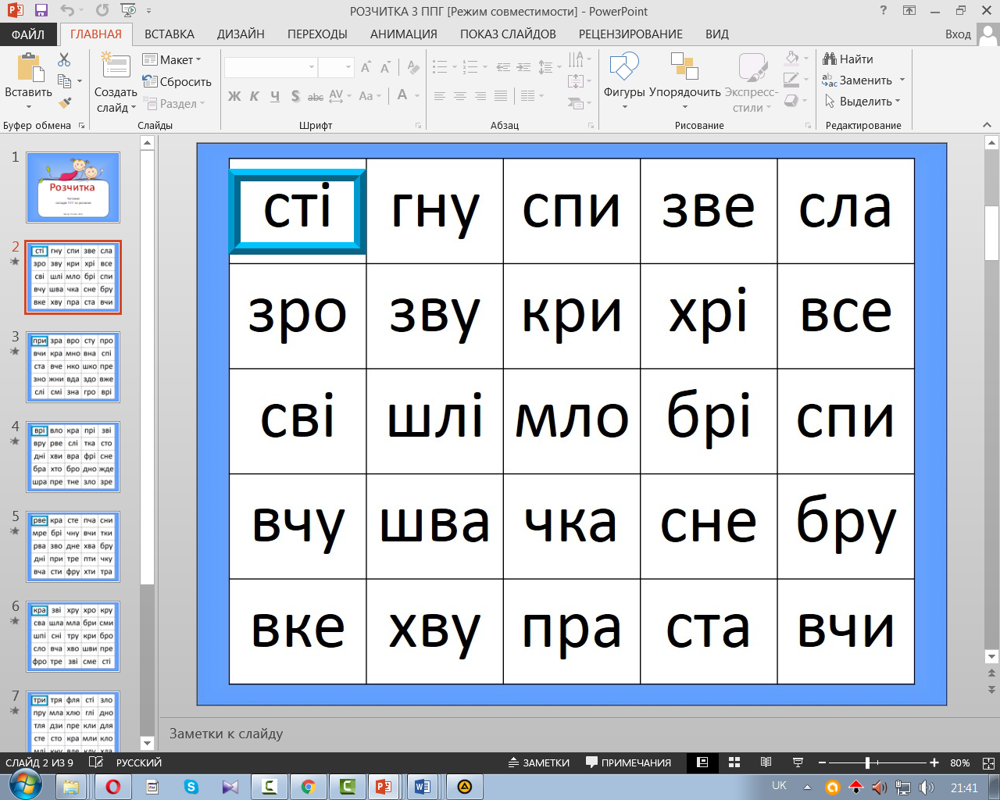 РОЗЧИТКА 3 ППГ [Режим совместимости] - PowerPoint
ФАЙЛ ГЛАВНАЯ ВСТАВКА ДИЗАЙН ПЕРЕХОДЫ АНИМАЦИЯ ПОКАЗ СЛАЙДОВ РЕЦЕНЗИРОВАНИЕ ВИД Вход
Вставить
Создать слайд
Макет
Сбросить
Раздел
Ж К Ч S abc AV Aa A
Фигуры Упорядочить Экспресс-стили
Найти
Заменить
Выделить
Буфер обмена Слайды Шрифт Абзац Рисование Редактирование
1
Розчитка
2
сті гну спи зве сла
зро зву кри хрі все
сві шлі мло брі спи
вчу шва чка сне бру
вке хву пра ста вчи
3
при зра вро сту про
вчи кра мно вна спі
ста вче нко шко пре
зно жни вда здо вже
слі смі зна гро врі
4
врі вло кра прі зві
вру рве слі тка сто
дні хви вра фрі сне
бра хто бро дно жде
шра пре тне зло зре
5
рве кра сте пча сни
мре брі чну вчи тки
рва зво дне хва бру
дні при тре пти чку
вча сти фру хти тра
6
кра зві хру хро кру
сва шла мла бри сми
шпі сні тру кри бро
сло вча хво шви пре
фро тре зві сме сті
7
три тря фля сті зло
пру мла хлю глі дно
тля дзи пре кли для
сте сто кра мли кло
сті гну спи зве сла
зро зву кри хрі все
сві шлі мло брі спи
вчу шва чка сне бру
вке хву пра ста вчи
Заметки к слайду
СЛАЙД 2 ИЗ 9 РУССКИЙ ЗАМЕТКИ ПРИМЕЧАНИЯ 80%
UK 21:41